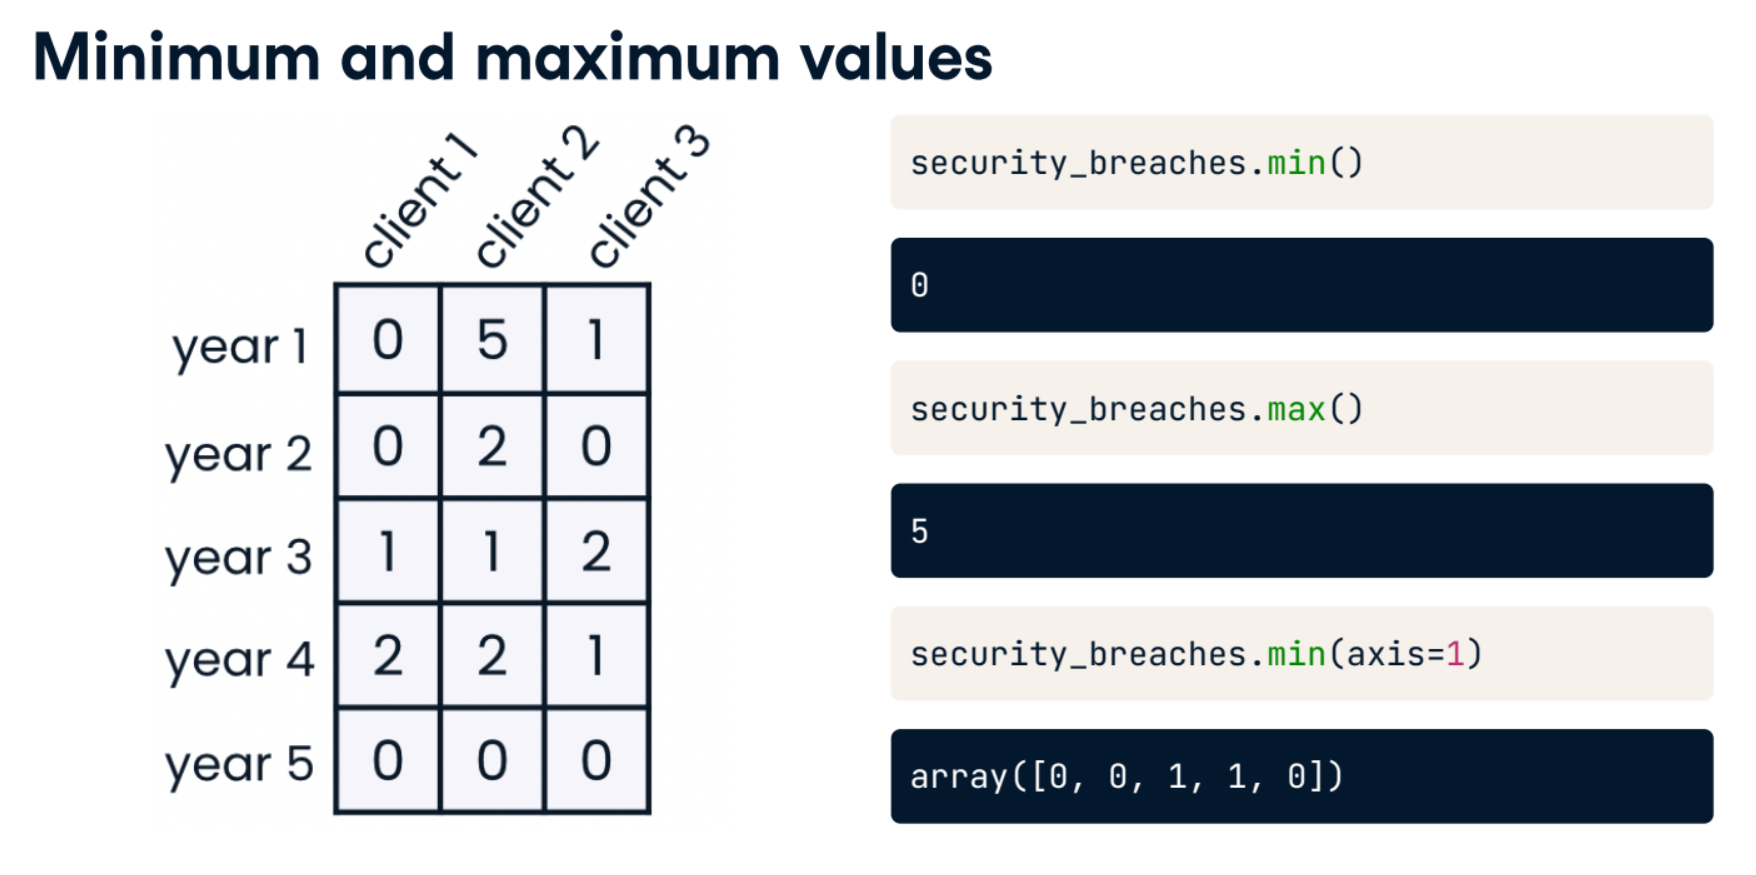 Minimum and maximum values
client 1 client 2 client 3
year 1 0 5 1
year 2 0 2 0
year 3 1 1 2
year 4 2 2 1
year 5 0 0 0
security_breaches.min()
0
security_breaches.max()
5
security_breaches.min(axis=1)
array([0, 0, 1, 1, 0])